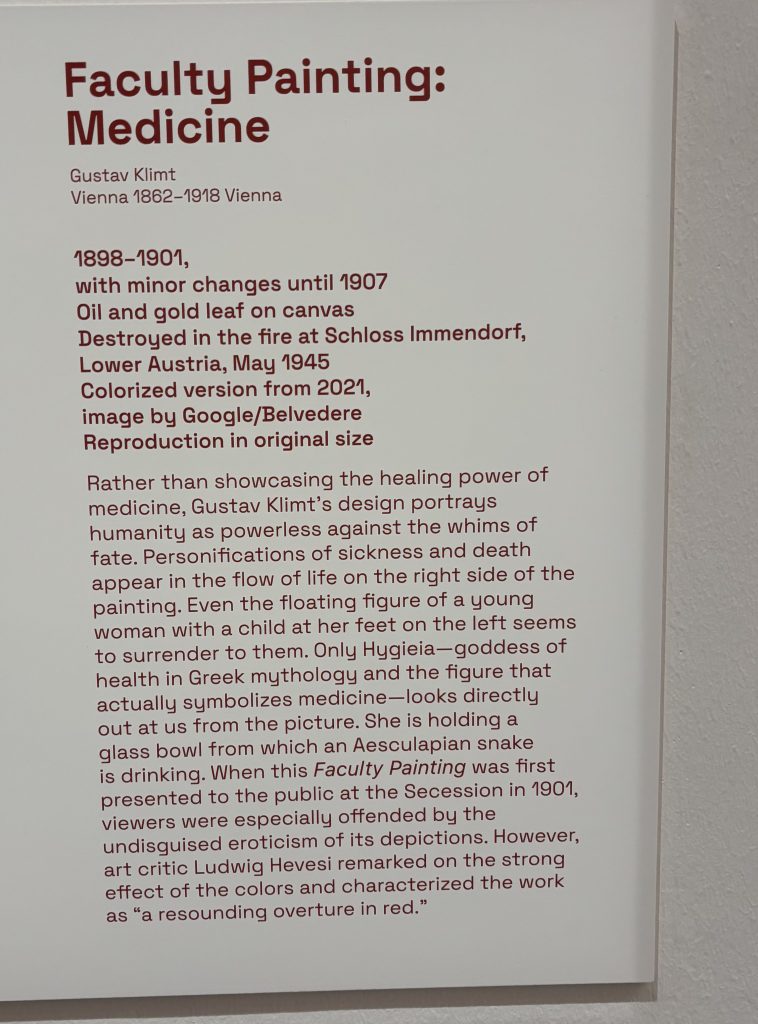 Faculty Painting:
Medicine
Gustav Klimt
Vienna 1862–1918 Vienna
1898–1901,
with minor changes until 1907
Oil and gold leaf on canvas
Destroyed in the fire at Schloss Immendorf,
Lower Austria, May 1945
Colorized version from 2021,
image by Google/Belvedere
Reproduction in original size
Rather than showcasing the healing power of
medicine, Gustav Klimt’s design portrays
humanity as powerless against the whims of
fate. Personifications of sickness and death
appear in the flow of life on the right side of the
painting. Even the floating figure of a young
woman with a child at her feet on the left seems
to surrender to them. Only Hygieia—goddess of
health in Greek mythology and the figure that
actually symbolizes medicine—looks directly
out at us from the picture. She is holding a
glass bowl from which an Aesculapian snake
is drinking. When this Faculty Painting was first
presented to the public at the Secession in 1901,
viewers were especially offended by the
undisguised eroticism of its depictions. However,
art critic Ludwig Hevesi remarked on the strong
effect of the colors and characterized the work
as “a resounding overture in red.”